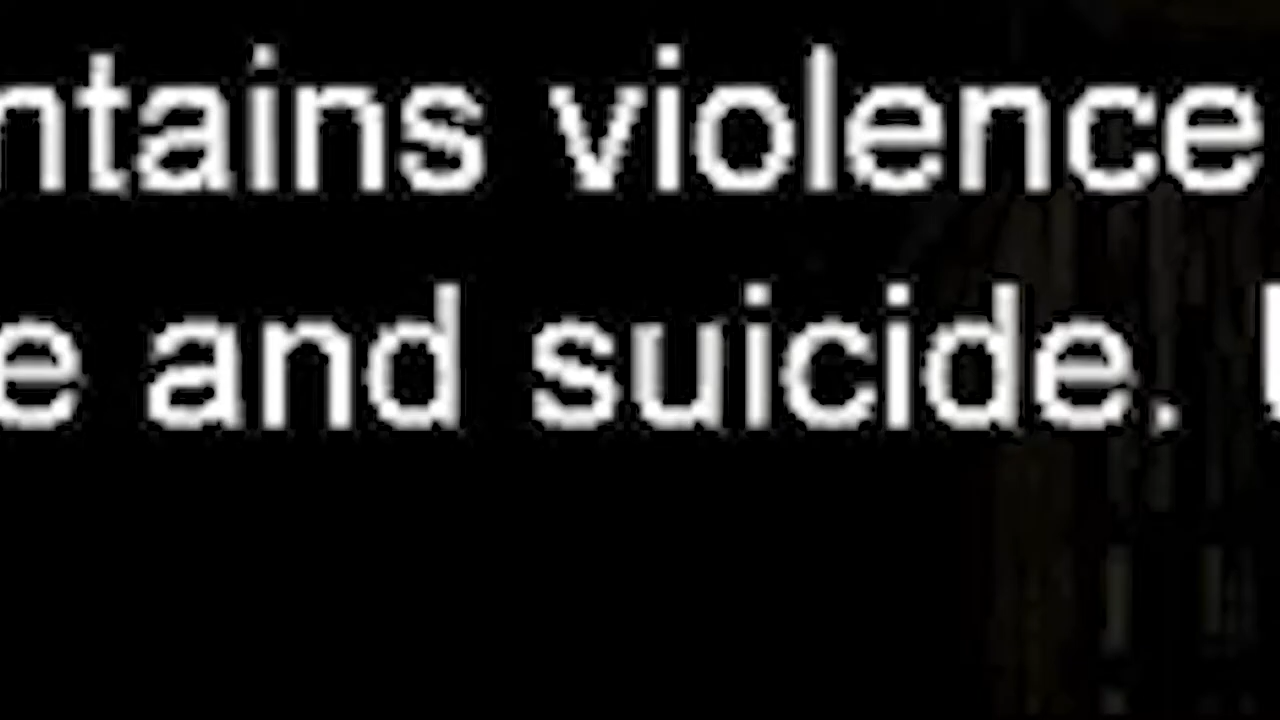 ntains violence
e and suicide,